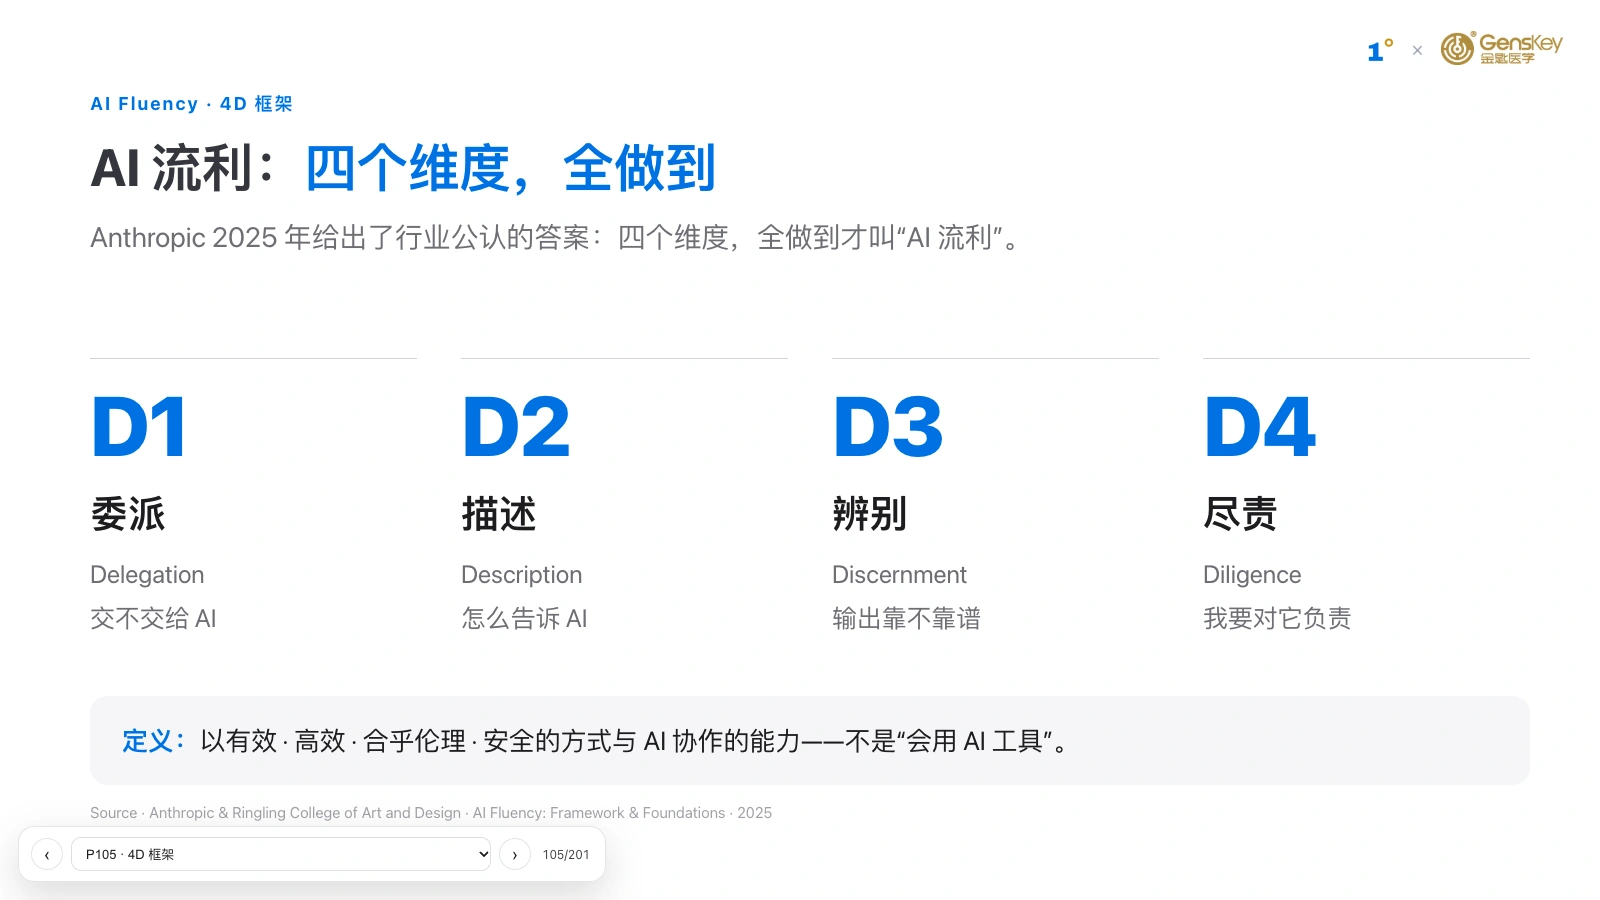 1°
×
GensKey®
金匙医学
AI Fluency · 4D 框架
AI 流利：四个维度，全做到
Anthropic 2025 年给出了行业公认的答案：四个维度，全做到才叫“AI 流利”。
D1
委派
Delegation
交不交给 AI
D2
描述
Description
怎么告诉 AI
D3
辨别
Discernment
输出靠不靠谱
D4
尽责
Diligence
我要对它负责
定义：以有效 · 高效 · 合乎伦理 · 安全的方式与 AI 协作的能力——不是“会用 AI 工具”。
Source · Anthropic & Ringling College of Art and Design · AI Fluency: Framework & Foundations · 2025
‹ P105 · 4D 框架 › 105/201